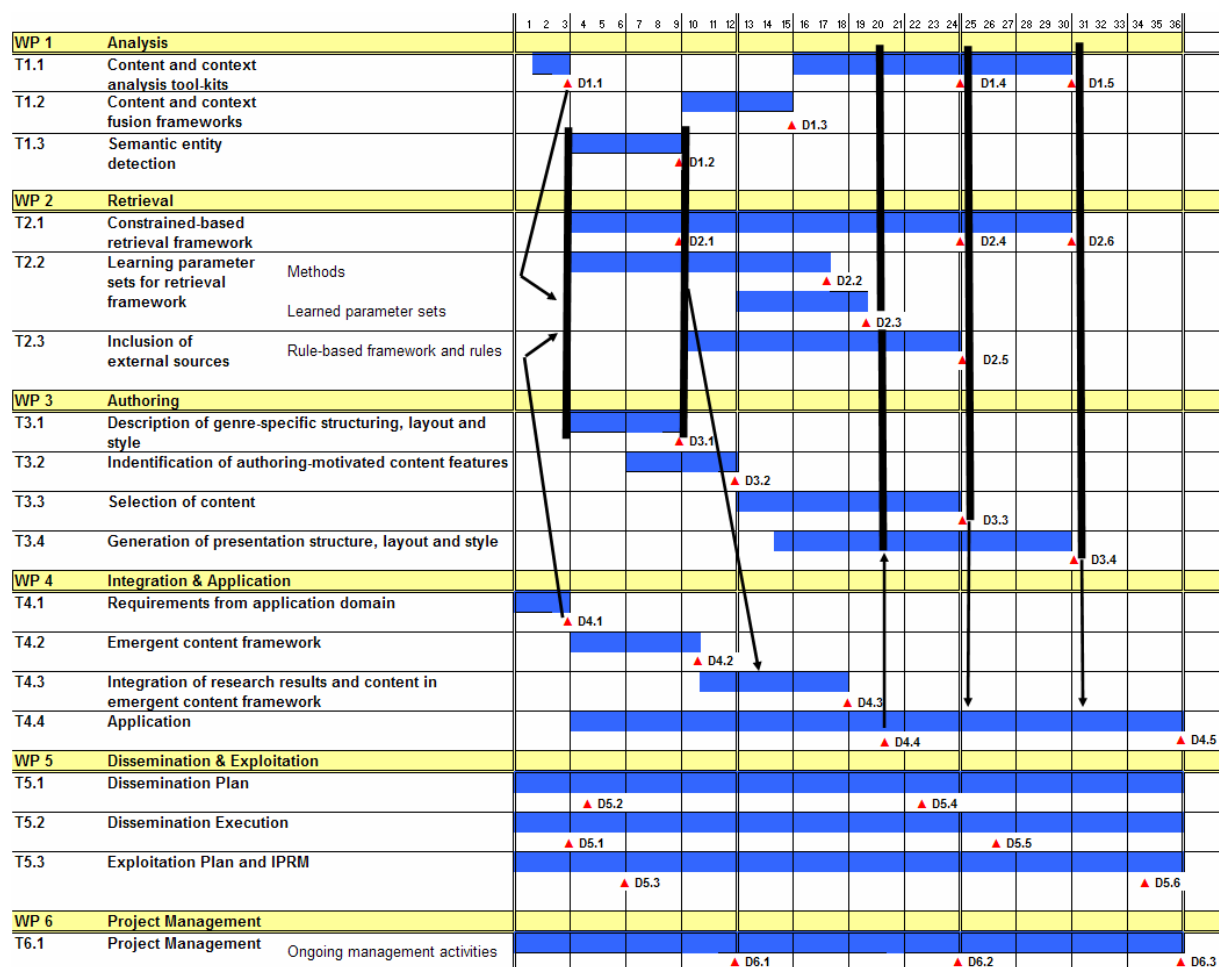 1 2 3 4 5 6 7 8 9 10 11 12 13 14 15 16 17 18 19 20 21 22 23 24 25 26 27 28 29 30 31 32 33 34 35 36
WP 1 Analysis
T1.1 Content and context
analysis tool-kits D1.1 D1.4 D1.5
T1.2 Content and context
fusion frameworks D1.3
T1.3 Semantic entity
detection D1.2
WP 2 Retrieval
T2.1 Constrained-based
retrieval framework D2.1 D2.4 D2.6
T2.2 Learning parameter
sets for retrieval Methods D2.2
framework Learned parameter sets D2.3
T2.3 Inclusion of
external sources Rule-based framework and rules D2.5
WP 3 Authoring
T3.1 Description of genre-specific structuring, layout and
style D3.1
T3.2 Indentification of authoring-motivated content features
D3.2
T3.3 Selection of content
D3.3
T3.4 Generation of presentation structure, layout and style
D3.4
WP 4 Integration & Application
T4.1 Requirements from application domain
D4.1
T4.2 Emergent content framework
D4.2
T4.3 Integration of research results and content in
emergent content framework D4.3
T4.4 Application
D4.4 D4.5
WP 5 Dissemination & Exploitation
T5.1 Dissemination Plan
D5.2 D5.4
T5.2 Dissemination Execution
D5.1 D5.5
T5.3 Exploitation Plan and IPRM
D5.3 D5.6
WP 6 Project Management
T6.1 Project Management Ongoing management activities
D6.1 D6.2 D6.3